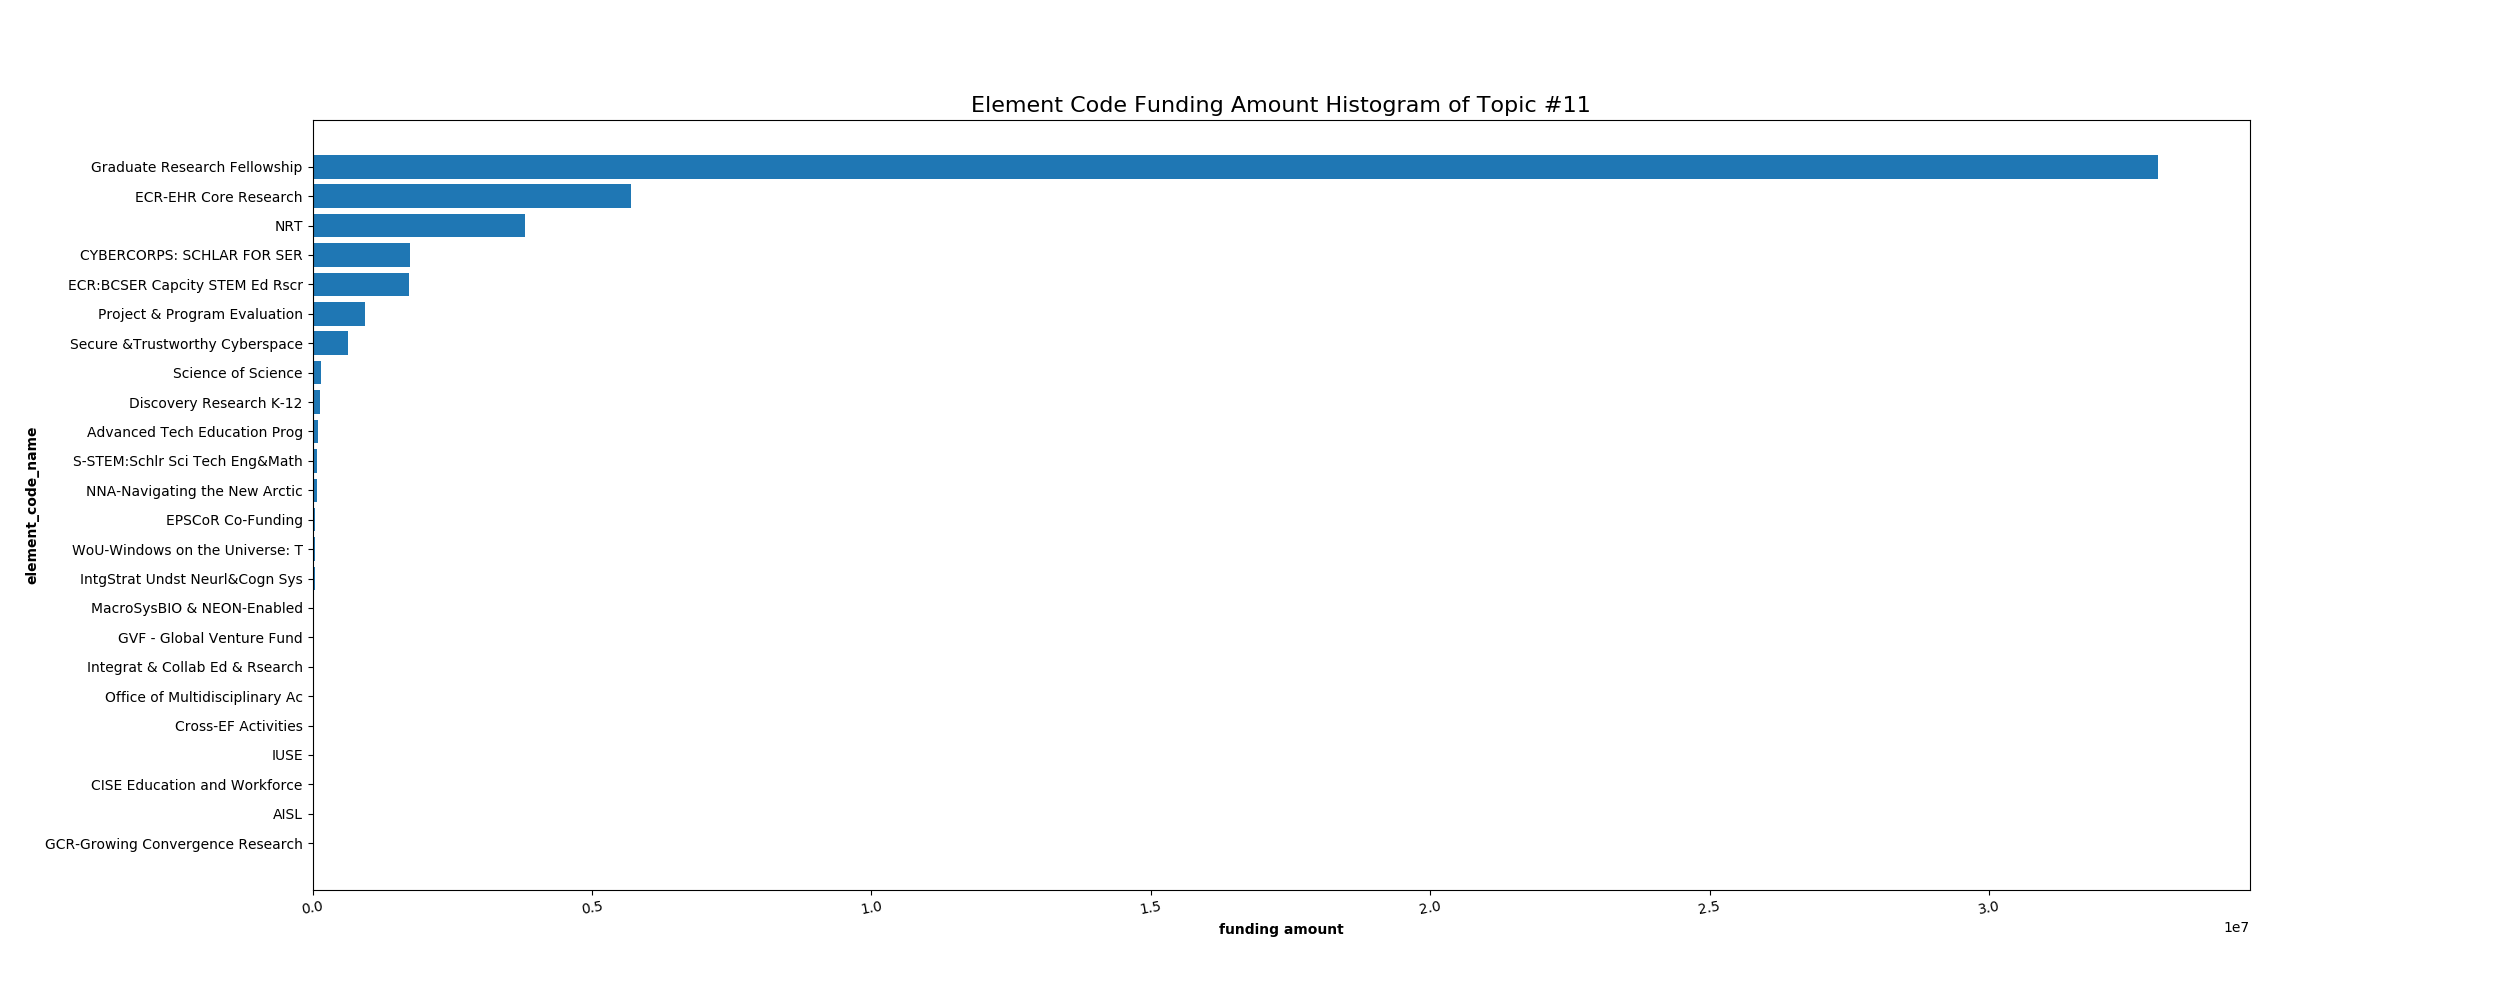 Element Code Funding Amount Histogram of Topic #11
Graduate Research Fellowship
ECR-EHR Core Research
NRT
CYBERCORPS: SCHLAR FOR SER
ECR:BCSER Capcity STEM Ed Rscr
Project & Program Evaluation
Secure &Trustworthy Cyberspace
Science of Science
Discovery Research K-12
Advanced Tech Education Prog
S-STEM:Schlr Sci Tech Eng&Math
NNA-Navigating the New Arctic
EPSCoR Co-Funding
WoU-Windows on the Universe: T
IntgStrat Undst Neurl&Cogn Sys
MacroSysBIO & NEON-Enabled
GVF - Global Venture Fund
Integrat & Collab Ed & Rsearch
Office of Multidisciplinary Ac
Cross-EF Activities
IUSE
CISE Education and Workforce
AISL
GCR-Growing Convergence Research
element_code_name
0.0 0.5 1.0 1.5 2.0 2.5 3.0
1e7
funding amount